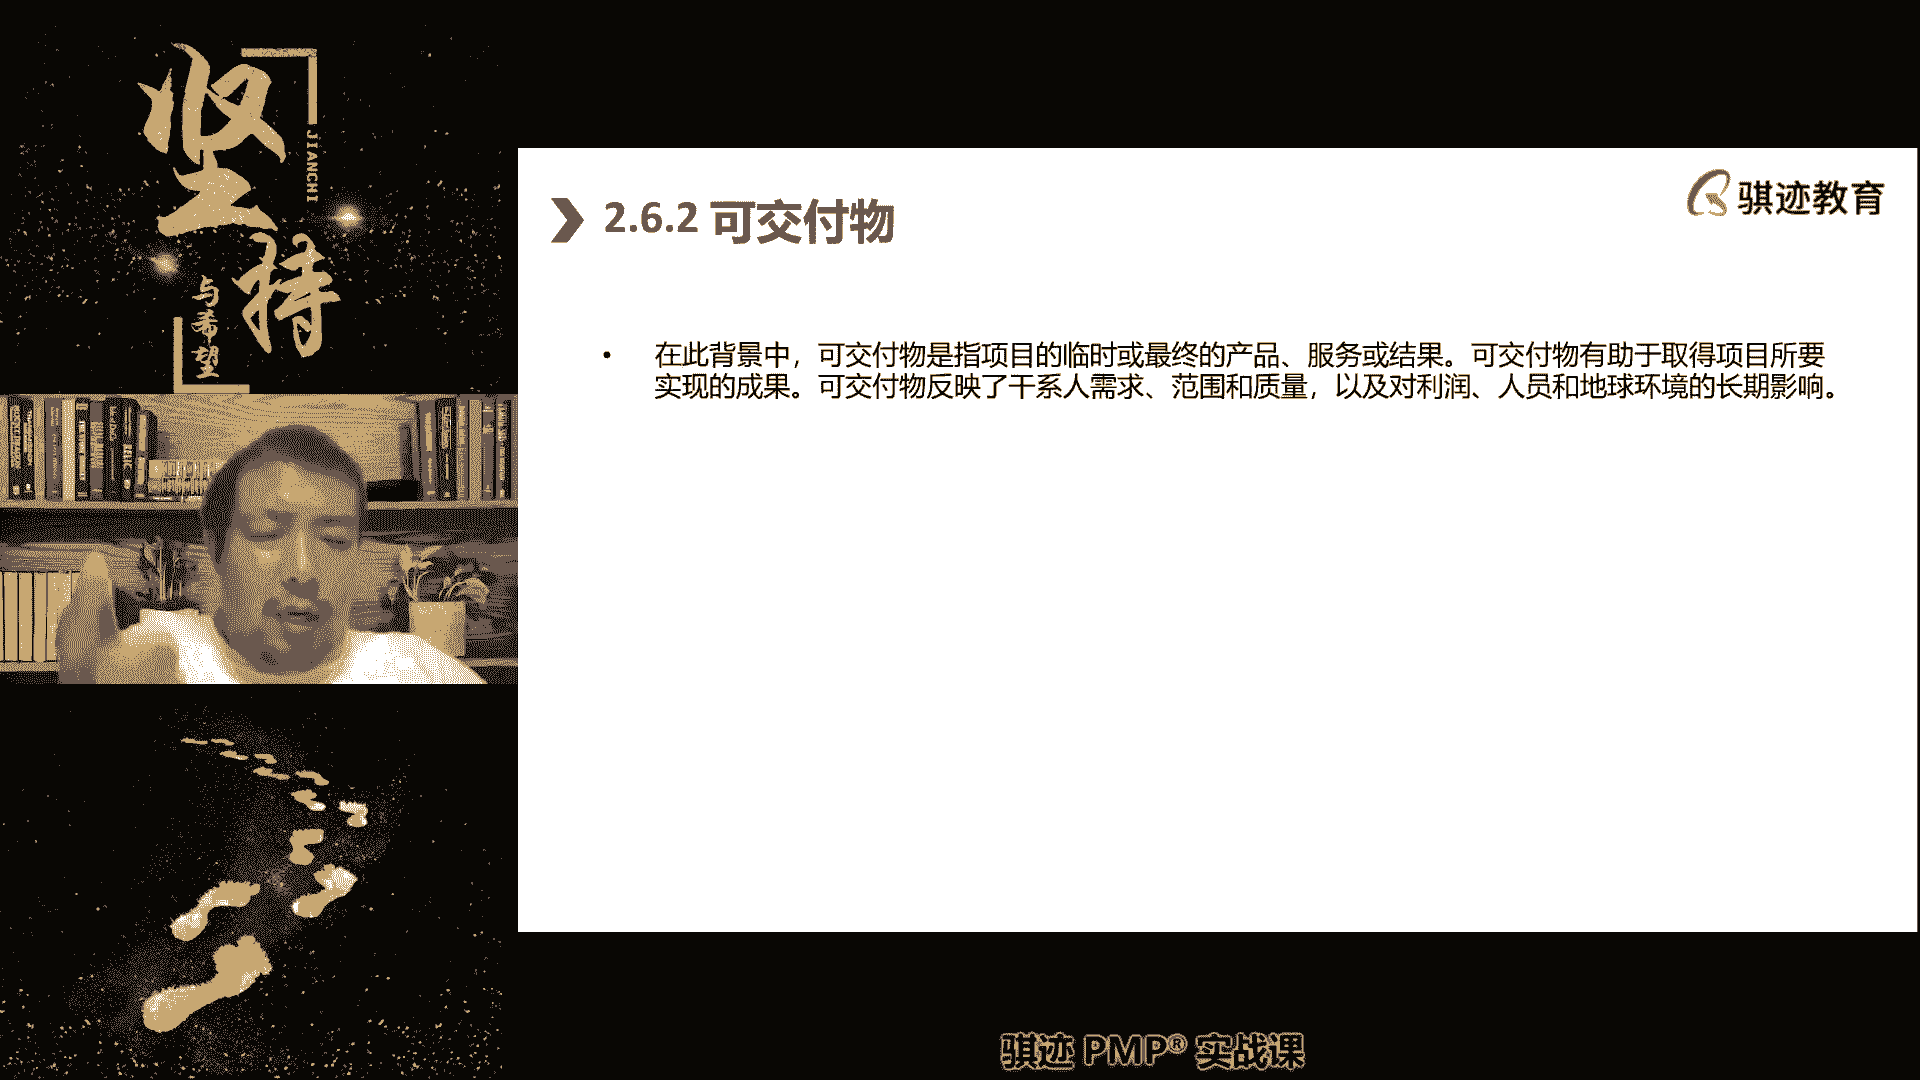 坚持
JIANCHI
与希望
骐迹教育
2.6.2 可交付物
• 在此背景中，可交付物是指项目的临时或最终的产品、服务或结果。可交付物有助于取得项目所要
实现的成果。可交付物反映了干系人需求、范围和质量，以及对利润、人员和地球环境的长期影响。
骐迹 PMP® 实战课